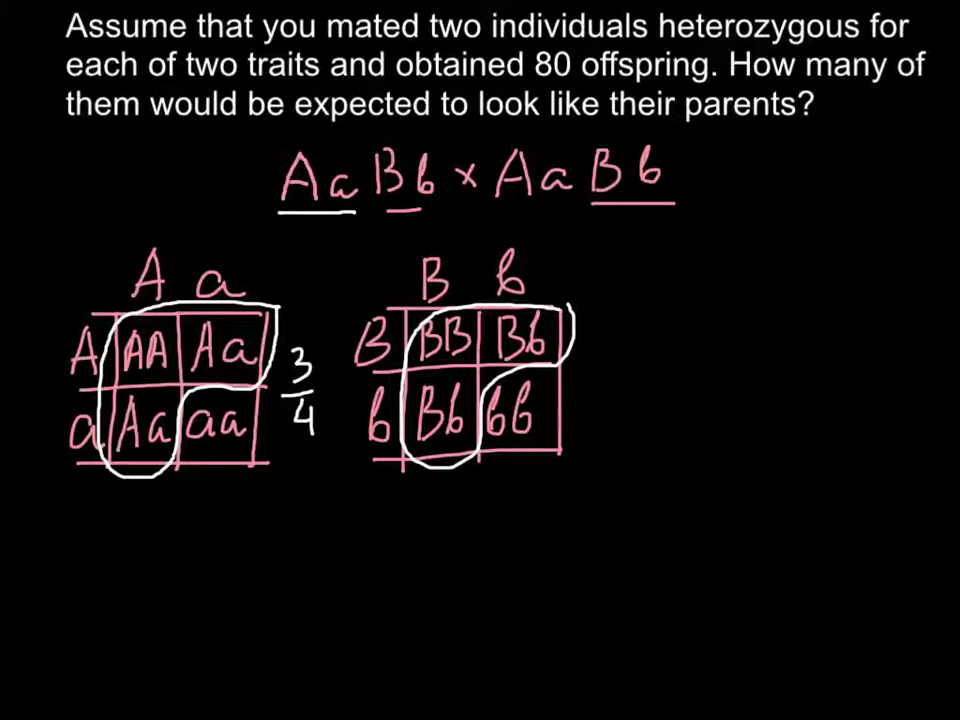 Assume that you mated two individuals heterozygous for
each of two traits and obtained 80 offspring. How many of
them would be expected to look like their parents?
AaBb × AaBb
A a B b
A AA Aa 3/4 B BB Bb
a Aa aa b Bb bb